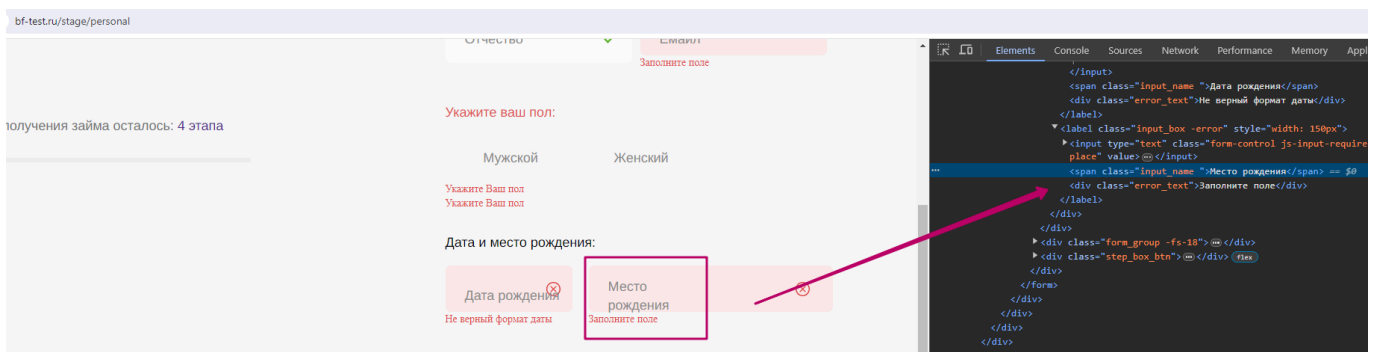 bf-test.ru/stage/personal
Отчество
Емаил
Заполните поле
Укажите ваш пол:
получения займа осталось: 4 этапа
Мужской Женский
Укажите Ваш пол
Укажите Ваш пол
Дата и место рождения:
Дата рождения
Место
рождения
Не верный формат даты
Заполните поле
Elements Console Sources Network Performance Memory Appl
</input>
<span class="input_name ">Дата рождения</span>
<div class="error_text">Не верный формат даты</div>
</label>
<label class="input_box -error" style="width: 150px">
<input type="text" class="form-control js-input-require
place" value></input>
<span class="input_name ">Место рождения</span> == $0
<div class="error_text">Заполните поле</div>
</label>
</div>
</div>
<div class="form_group -fs-18"></div>
<div class="step_box_btn"></div> flex
</div>
</form>
</div>
</div>
</div>
</div>